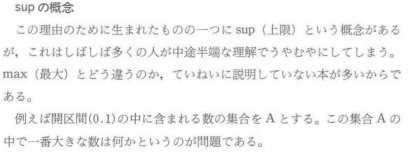 sup の概念
この理由のために生まれたものの一つに sup（上限）という概念がある
が，これはしばしば多くの人が中途半端な理解でうやむやにしてしまう。
max（最大）とどう違うのか，ていねいに説明していない本が多いからで
ある。
例えば開区間(0.1)の中に含まれる数の集合を A とする。この集合 A の
中で一番大きな数は何かというのが問題である。